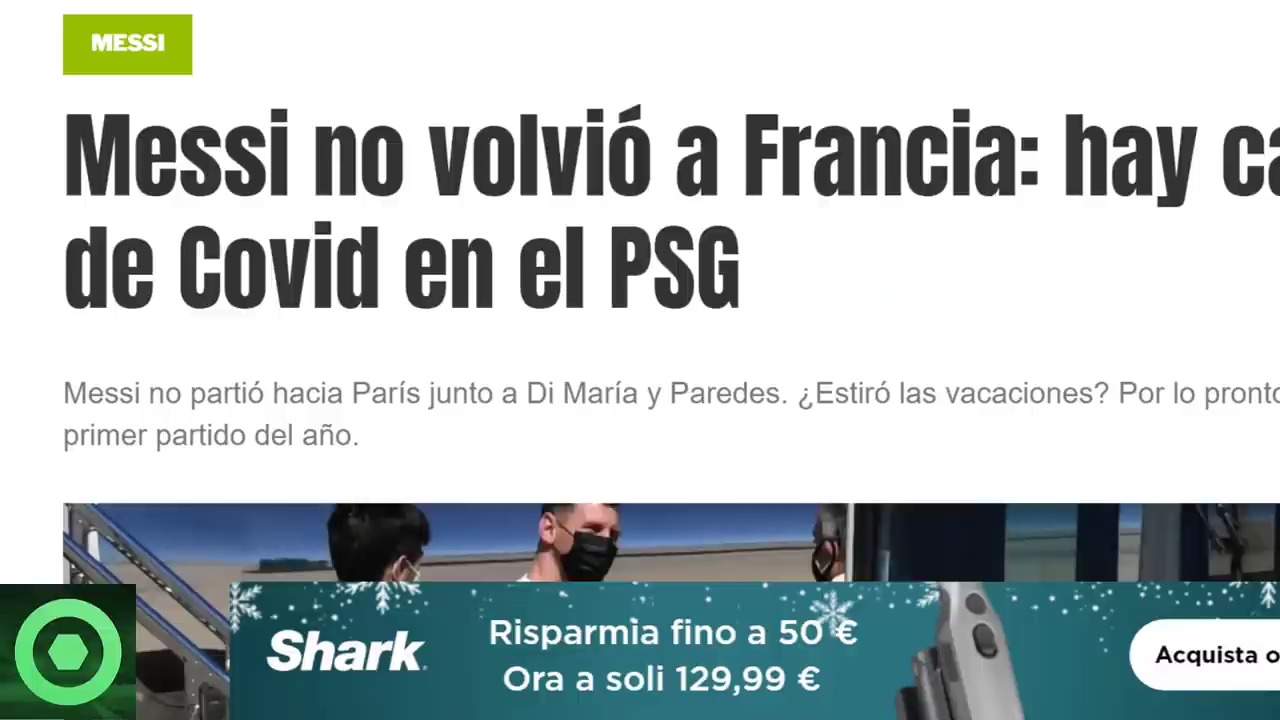 MESSI
Messi no volvió a Francia: hay
de Covid en el PSG
Messi no partió hacia París junto a Di María y Paredes. ¿Estiró las vacaciones? Por lo pronto
primer partido del año.
Shark
Risparmia fino a 50 €
Ora a soli 129,99 €
Acquista